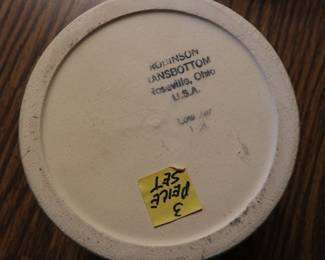 ROBINSON
RANSBOTTOM
Roseville, Ohio
U.S.A.
3
PEICE
SET